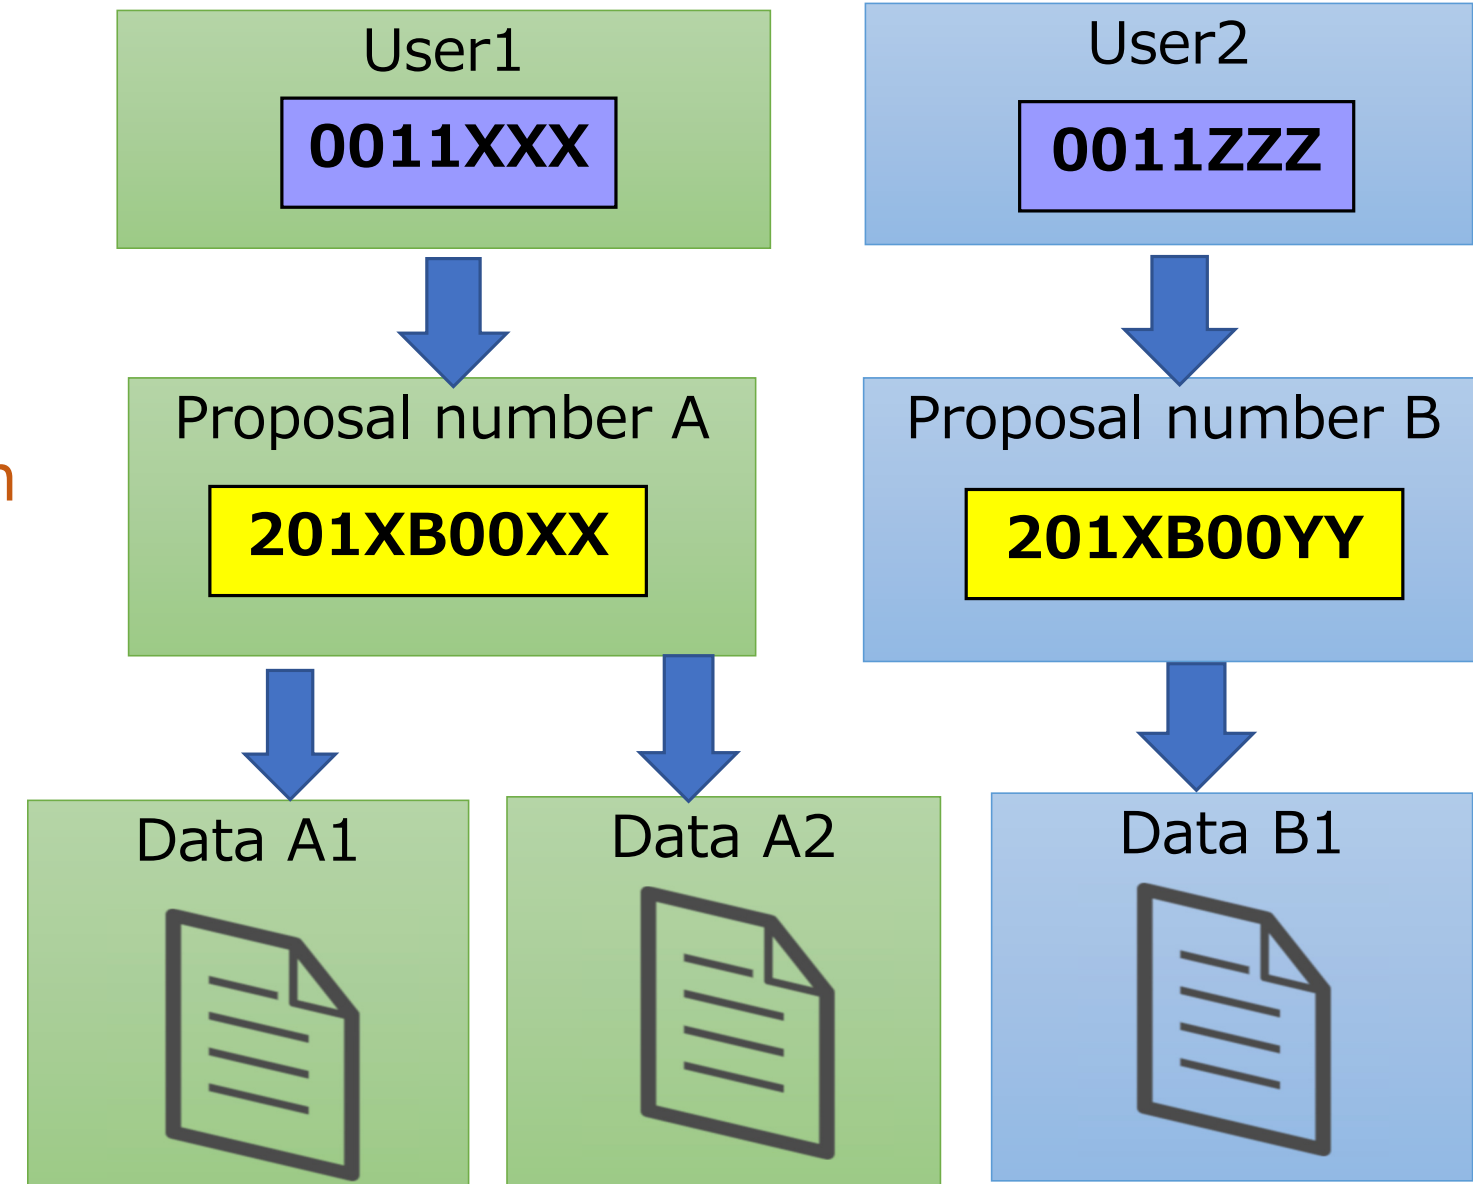 User1
0011XXX
User2
0011ZZZ
Proposal number A
201XB00XX
Proposal number B
201XB00YY
Data A1
Data A2
Data B1